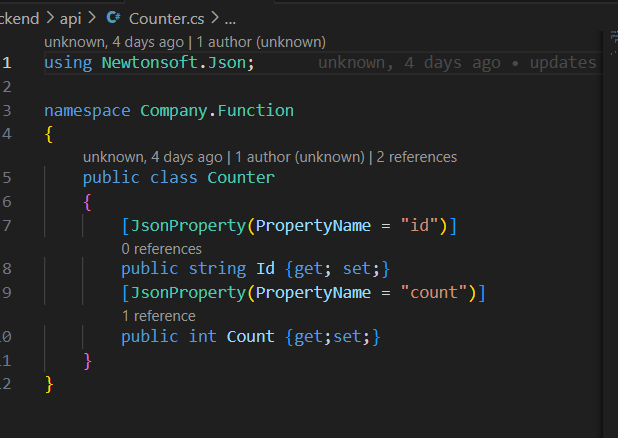 ckend > api > C# Counter.cs > ...
unknown, 4 days ago | 1 author (unknown)
1 using Newtonsoft.Json; unknown, 4 days ago • updates
2
3 namespace Company.Function
4 {
unknown, 4 days ago | 1 author (unknown) | 2 references
5 public class Counter
6 {
7 [JsonProperty(PropertyName = "id")]
0 references
8 public string Id {get; set;}
9 [JsonProperty(PropertyName = "count")]
1 reference
10 public int Count {get;set;}
11 }
12 }